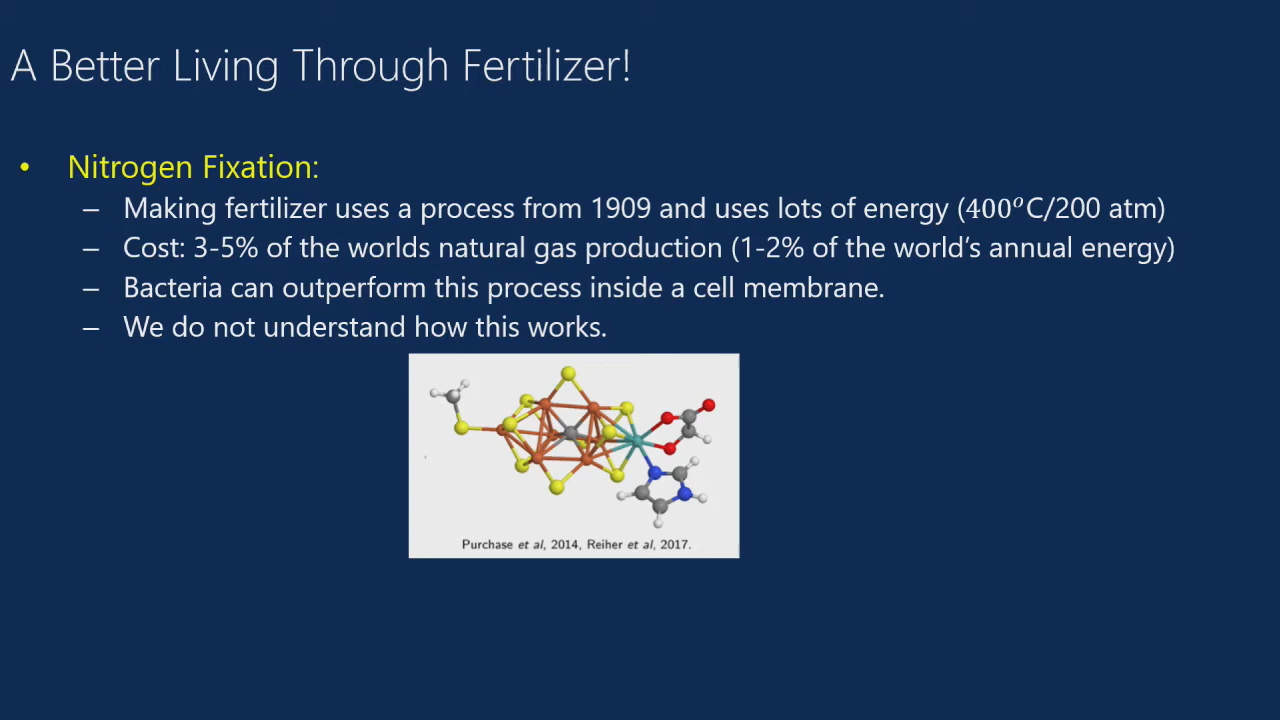 A Better Living Through Fertilizer!
• Nitrogen Fixation:
– Making fertilizer uses a process from 1909 and uses lots of energy (400°C/200 atm)
– Cost: 3-5% of the worlds natural gas production (1-2% of the world's annual energy)
– Bacteria can outperform this process inside a cell membrane.
– We do not understand how this works.
Purchase et al, 2014, Reiher et al, 2017.